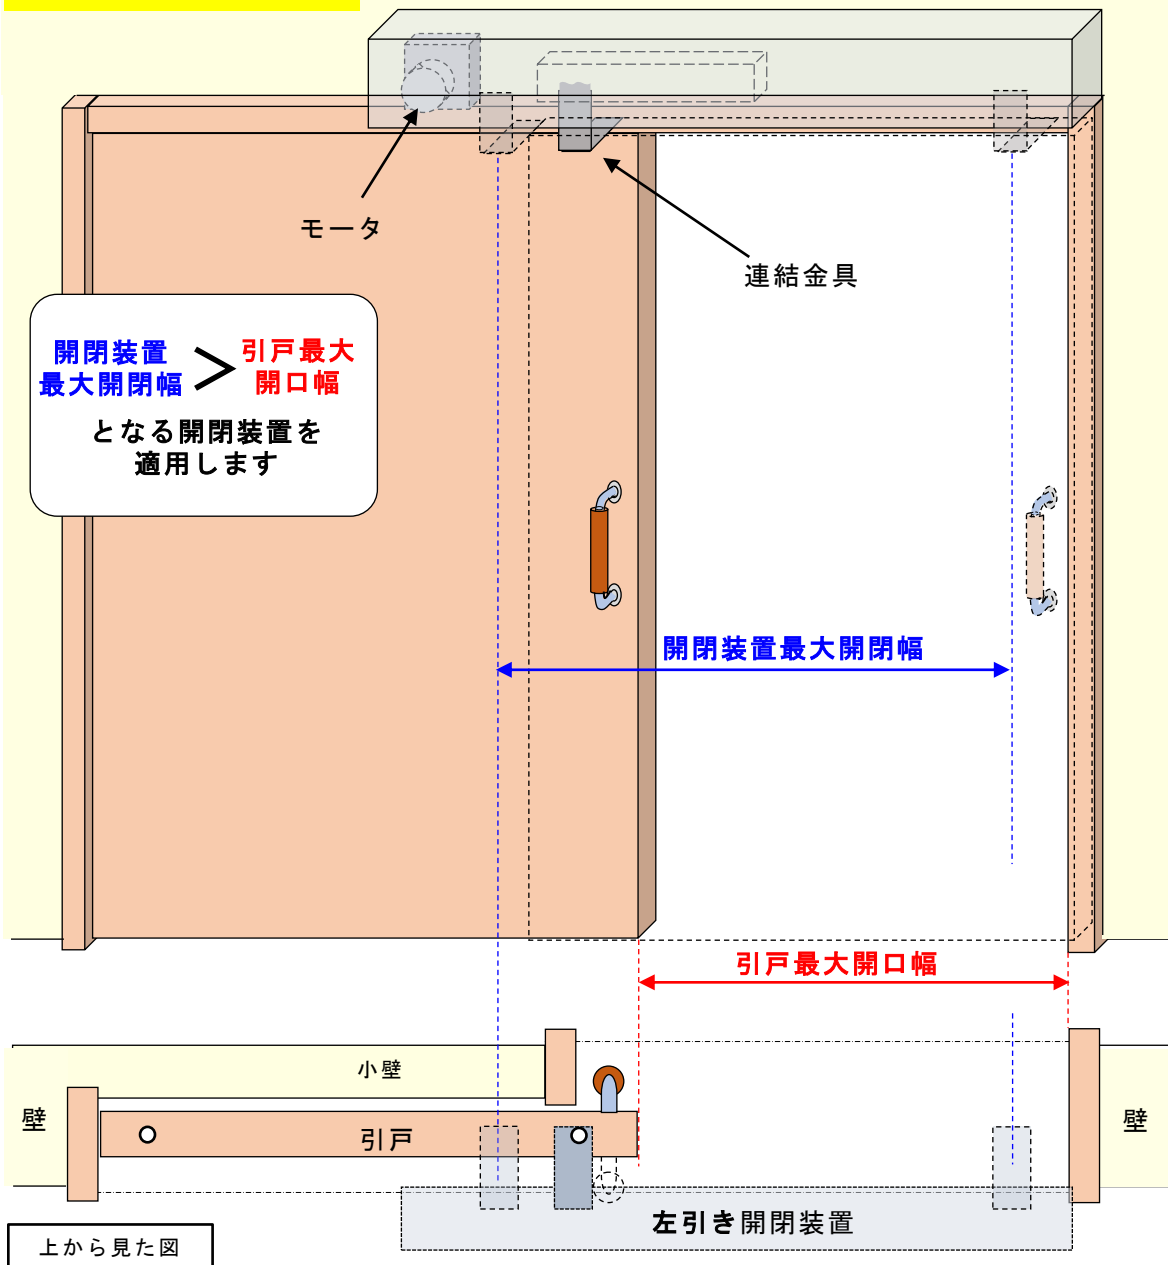 モータ
連結金具
開閉装置
最大開閉幅
＞
引戸最大
開口幅
となる開閉装置を
適用します
開閉装置最大開閉幅
引戸最大開口幅
小壁
壁
引戸
壁
左引き開閉装置
上から見た図